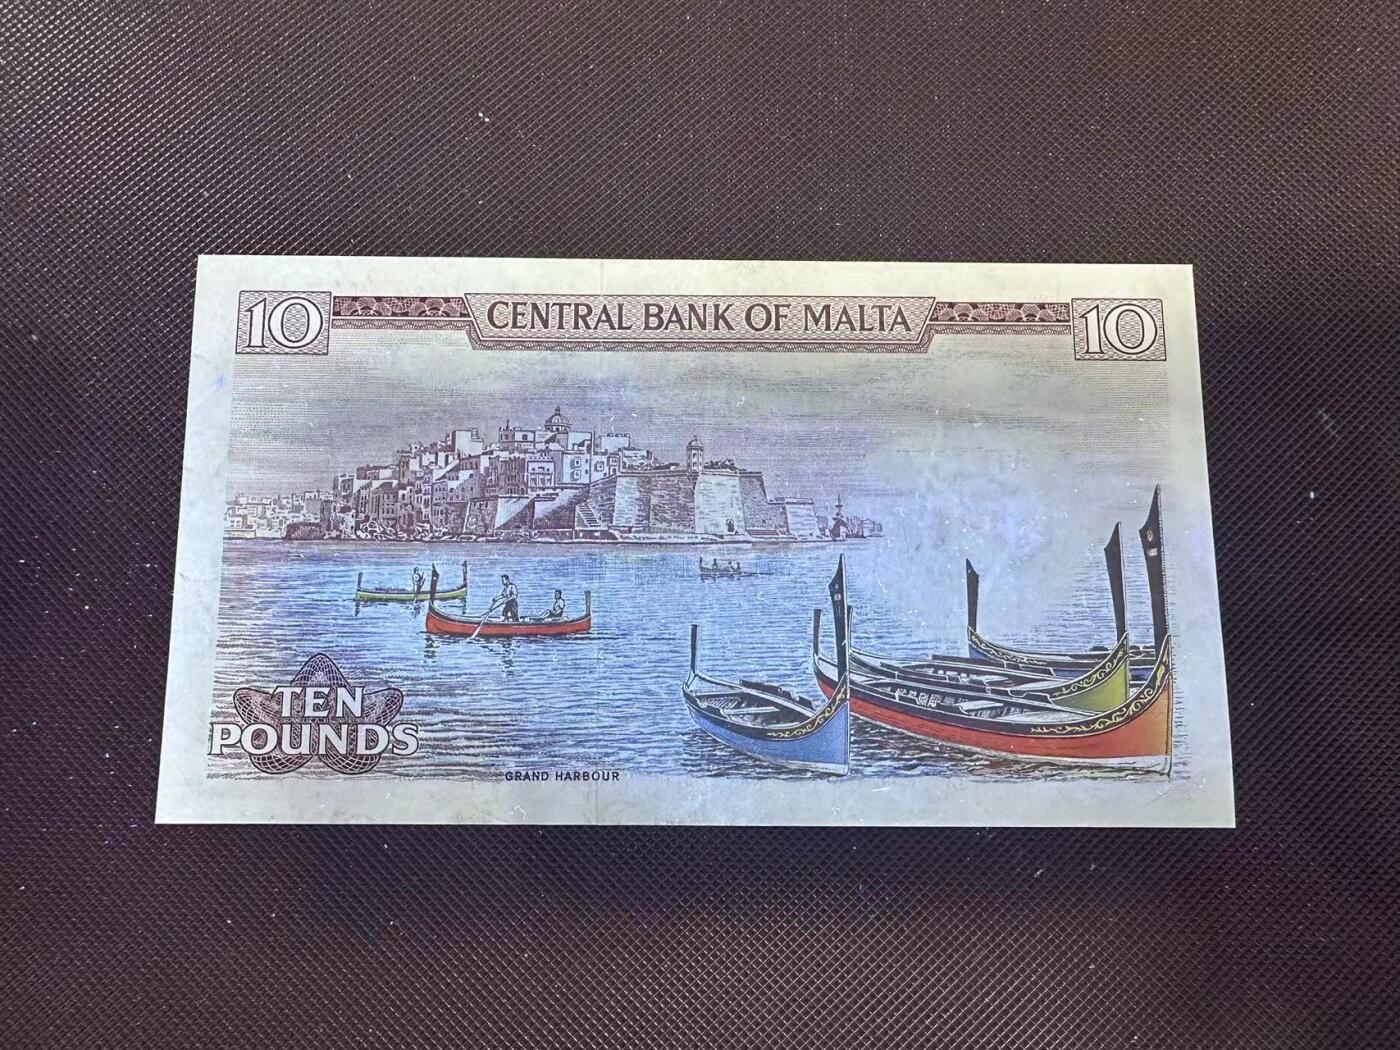 10 CENTRAL BANK OF MALTA 10
TEN
POUNDS
GRAND HARBOUR